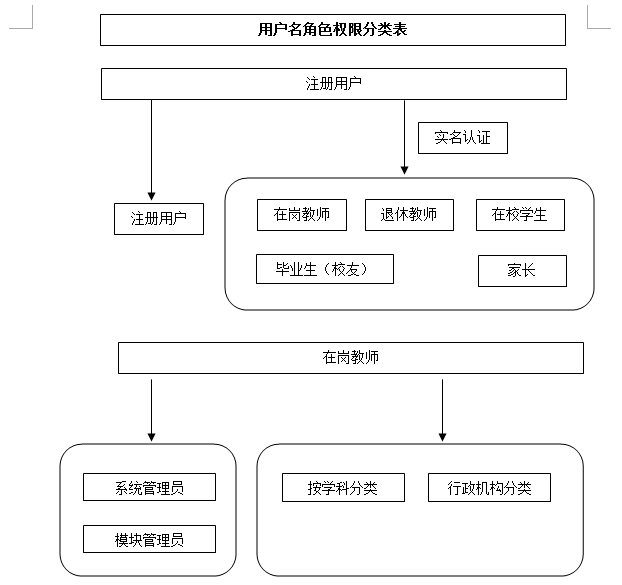 用户名角色权限分类表
注册用户
实名认证
注册用户
在岗教师
退休教师
在校学生
毕业生（校友）
家长
在岗教师
系统管理员
模块管理员
按学科分类
行政机构分类